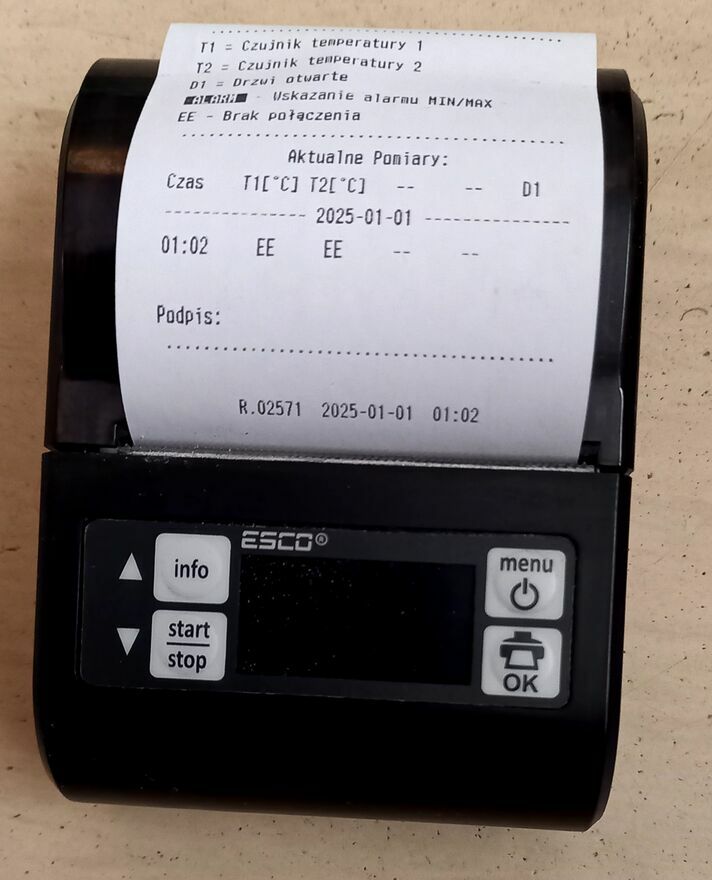 T1 = Czujnik temperatury 1
T2 = Czujnik temperatury 2
D1 = Drzwi otwarte
ALARM - Wskazanie alarmu MIN/MAX
EE - Brak połączenia
Aktualne Pomiary:
Czas T1[°C] T2[°C] -- -- D1
--------------- 2025-01-01 ---------------
01:02 EE EE -- --
Podpis:
R.02571 2025-01-01 01:02
ESCO®
info
menu
start
stop
OK